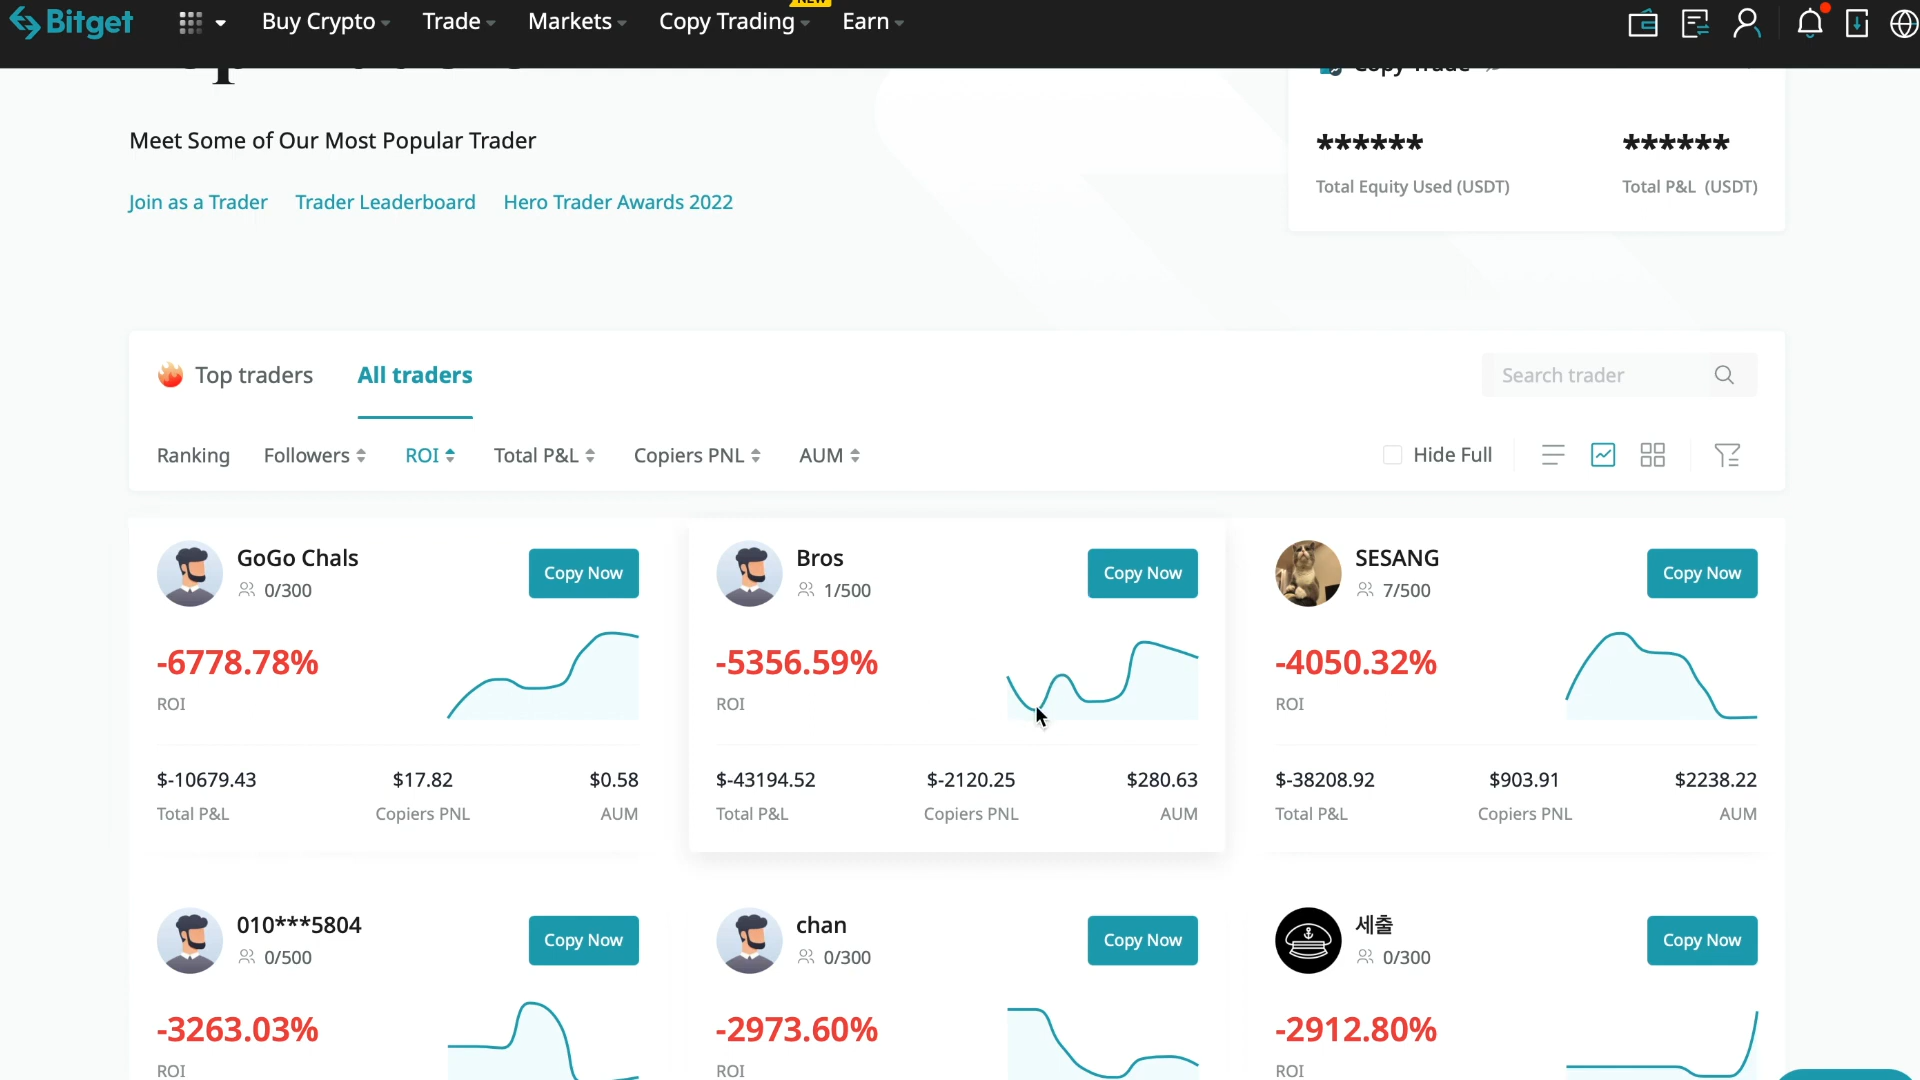 Bitget
Buy Crypto
Trade
Markets
Copy Trading
NEW
Earn
Copy Trade
Meet Some of Our Most Popular Trader
****** ******
Total Equity Used (USDT) Total P&L (USDT)
Join as a Trader Trader Leaderboard Hero Trader Awards 2022
Top traders All traders
Search trader
Ranking Followers ROI Total P&L Copiers PNL AUM
Hide Full
GoGo Chals
0/300
Copy Now
-6778.78%
ROI
$-10679.43 $17.82 $0.58
Total P&L Copiers PNL AUM
Bros
1/500
Copy Now
-5356.59%
ROI
$-43194.52 $-2120.25 $280.63
Total P&L Copiers PNL AUM
SESANG
7/500
Copy Now
-4050.32%
ROI
$-38208.92 $903.91 $2238.22
Total P&L Copiers PNL AUM
010***5804
0/500
Copy Now
-3263.03%
ROI
chan
0/300
Copy Now
-2973.60%
ROI
세출
0/300
Copy Now
-2912.80%
ROI